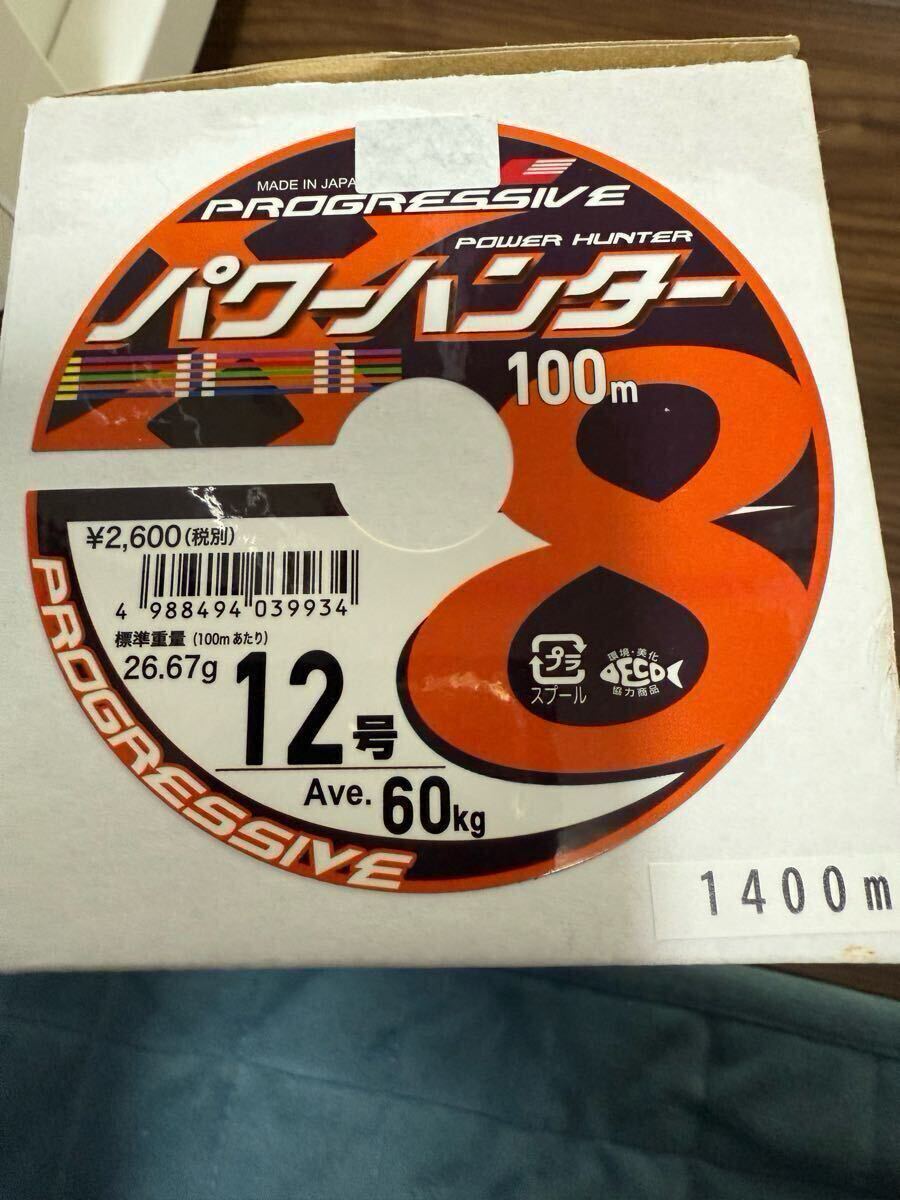 MADE IN JAPA
PROGRESSIVE
POWER HUNTER
パワーハンター
100m
8
¥2,600(税別)
4 988494 039934
標準重量 (100mあたり)
26.67g
12号
Ave. 60kg
プラ
スプール
環境・美化
DECO
協力商品
PROGRESSIVE
1400m